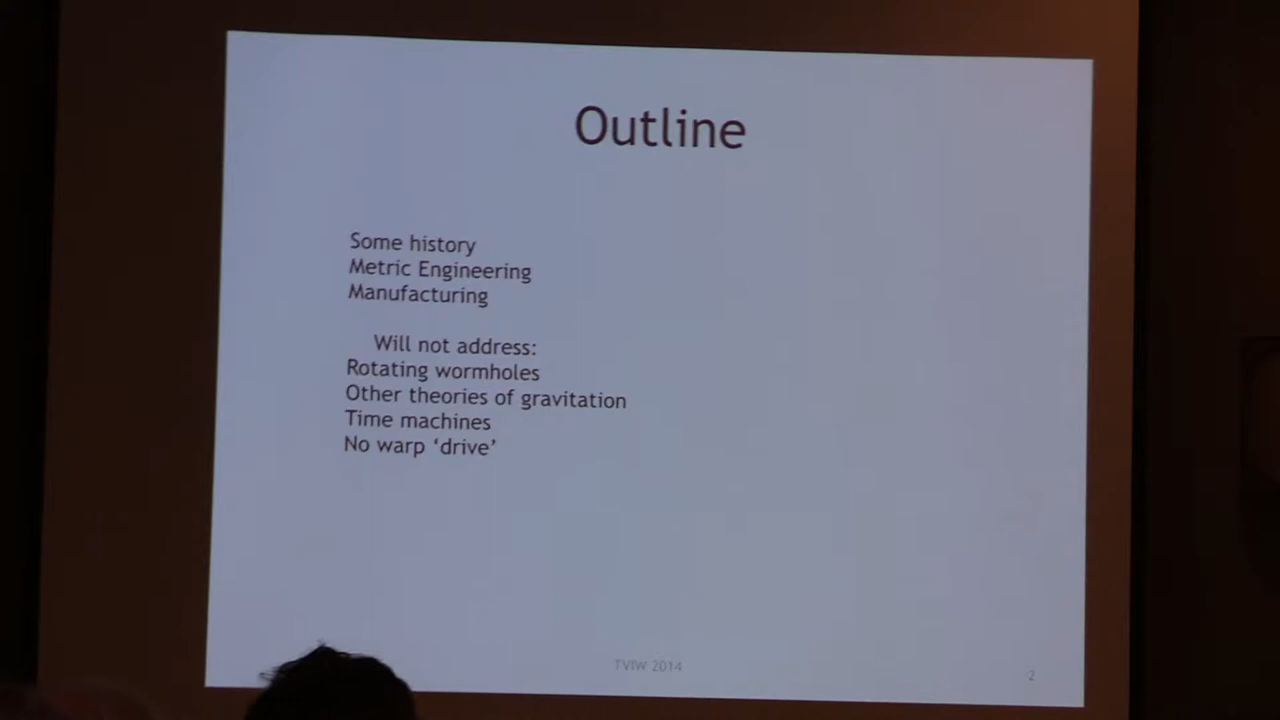 Outline
Some history
Metric Engineering
Manufacturing
Will not address:
Rotating wormholes
Other theories of gravitation
Time machines
No warp ‘drive’
TVIW 2014
2